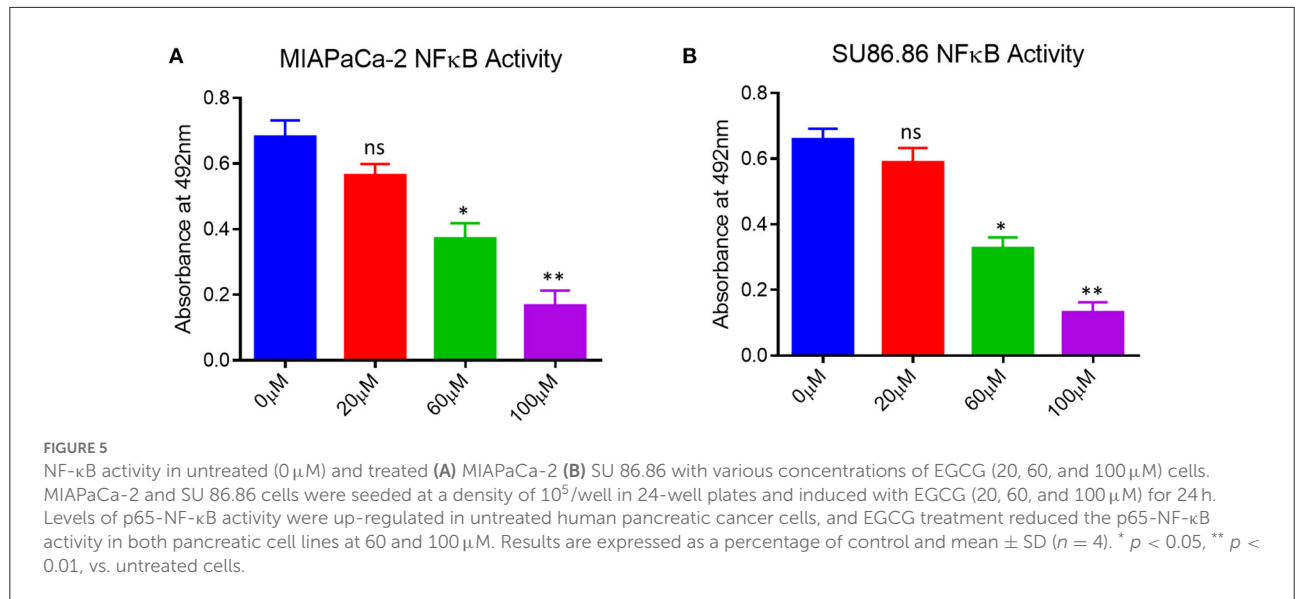 A
MIAPaCa-2 NFκB Activity
Absorbance at 492nm
0.8
0.6
0.4
0.2
0.0
ns
*
**
0μM
20μM
60μM
100μM
B
SU86.86 NFκB Activity
Absorbance at 492nm
0.8
0.6
0.4
0.2
0.0
ns
*
**
0μM
20μM
60μM
100μM
FIGURE 5
NF-κB activity in untreated (0 μM) and treated (A) MIAPaCa-2 (B) SU 86.86 with various concentrations of EGCG (20, 60, and 100 μM) cells.
MIAPaCa-2 and SU 86.86 cells were seeded at a density of 10⁵/well in 24-well plates and induced with EGCG (20, 60, and 100 μM) for 24 h.
Levels of p65-NF-κB activity were up-regulated in untreated human pancreatic cancer cells, and EGCG treatment reduced the p65-NF-κB
activity in both pancreatic cell lines at 60 and 100 μM. Results are expressed as a percentage of control and mean ± SD (n = 4). * p < 0.05, ** p <
0.01, vs. untreated cells.